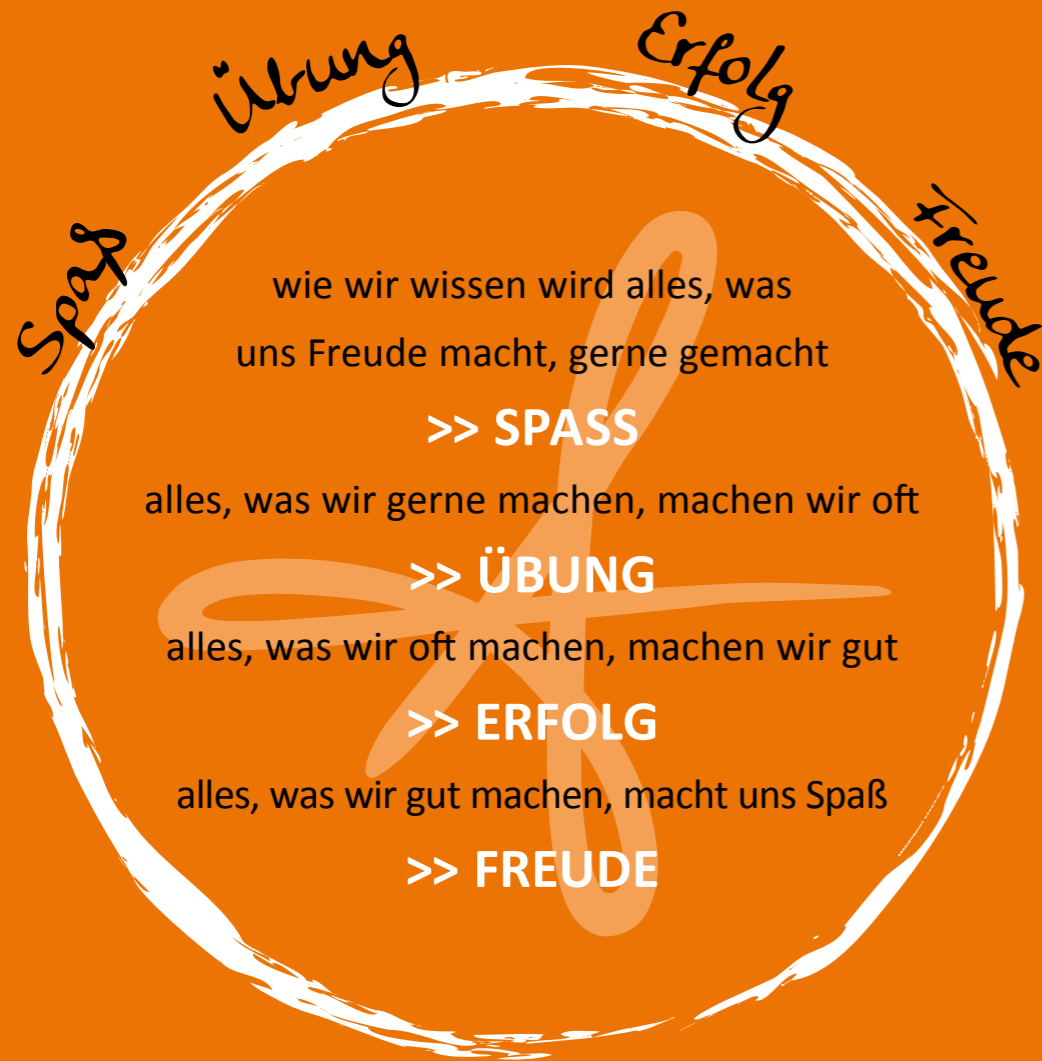 Spaß
Übung
Erfolg
Freude
wie wir wissen wird alles, was
uns Freude macht, gerne gemacht
>> SPASS
alles, was wir gerne machen, machen wir oft
>> ÜBUNG
alles, was wir oft machen, machen wir gut
>> ERFOLG
alles, was wir gut machen, macht uns Spaß
>> FREUDE